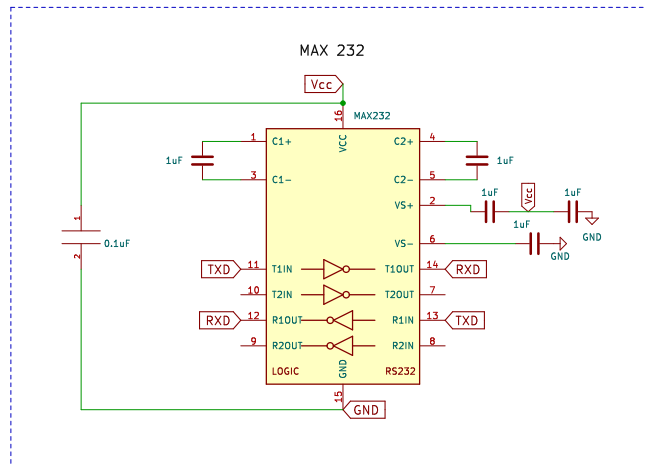 MAX 232
Vcc
MAX232
16
VCC
1 C1+ C2+ 4
1uF 1uF
3 C1- C2- 5
1uF Vcc 1uF
VS+ 2
1uF
GND
1
0.1uF
2
VS- 6
GND
TXD 11 T1IN T1OUT 14 RXD
10 T2IN T2OUT 7
RXD 12 R1OUT R1IN 13 TXD
9 R2OUT R2IN 8
LOGIC GND RS232
15
GND